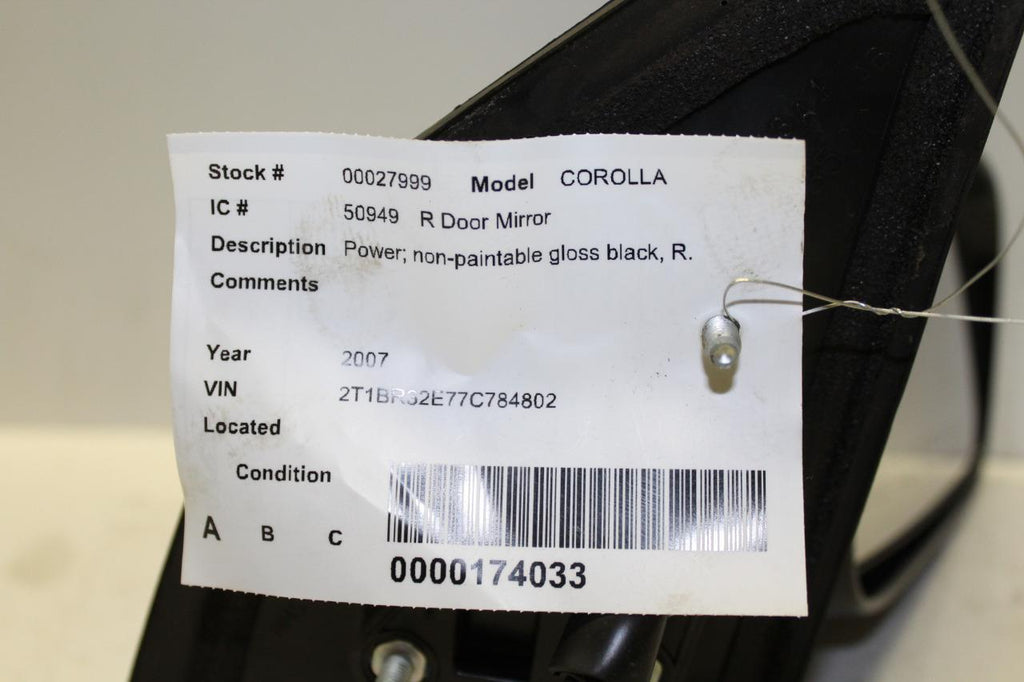 Stock # 00027999 Model COROLLA
IC # 50949 R Door Mirror
Description Power; non-paintable gloss black, R.
Comments
Year 2007
VIN 2T1BR32E77C784802
Located
Condition
A B C
0000174033